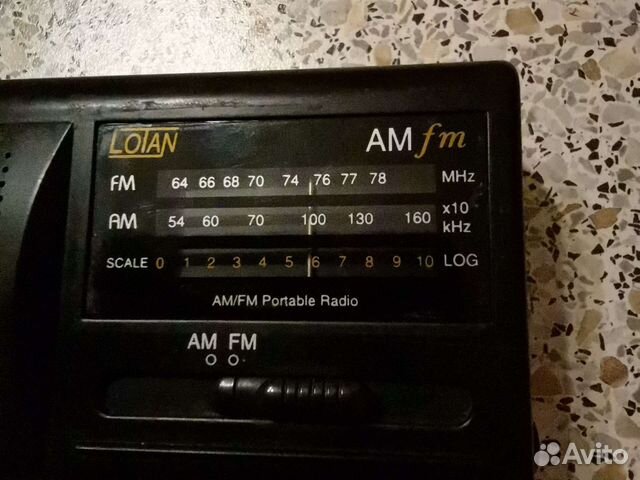 LOTAN AM fm
FM 64 66 68 70 74 76 77 78 MHz
AM 54 60 70 100 130 160 x10 kHz
SCALE 0 1 2 3 4 5 6 7 8 9 10 LOG
AM/FM Portable Radio
AM FM
Avito